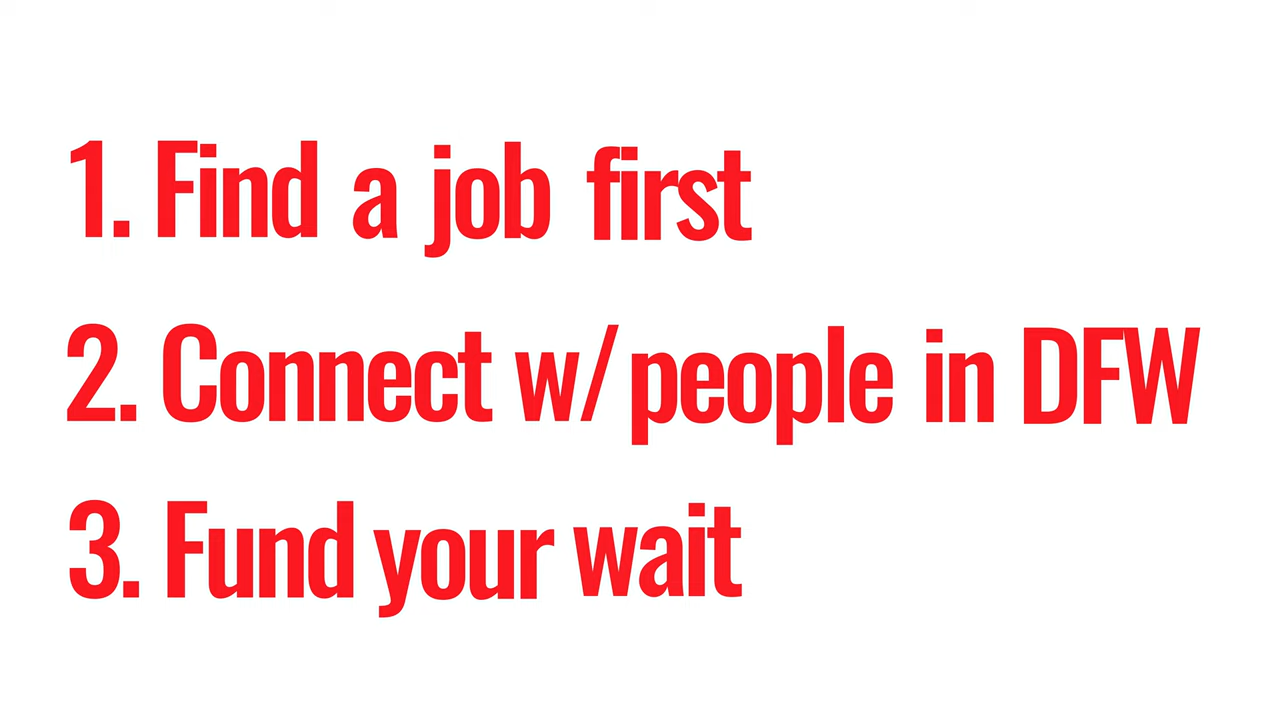 1. Find a job first
2. Connect w/ people in DFW
3. Fund your wait